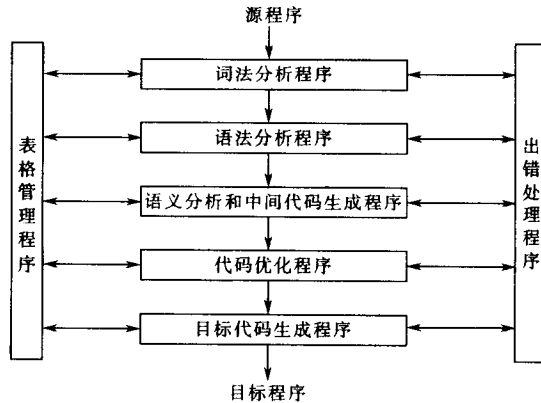 源程序
词法分析程序
语法分析程序
语义分析和中间代码生成程序
代码优化程序
目标代码生成程序
目标程序
表格管理程序
出错处理程序